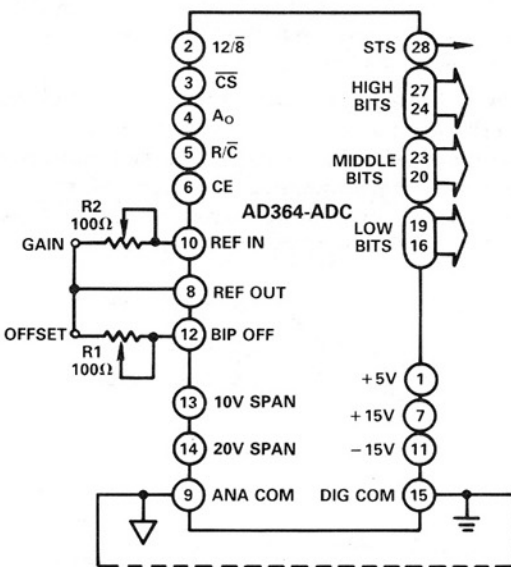 2 12/8̅
3 C̅S̅
4 A₀
5 R/C̅
6 CE
STS 28
HIGH BITS 27 24
MIDDLE BITS 23 20
LOW BITS 19 16
AD364-ADC
R2
100Ω
GAIN
10 REF IN
8 REF OUT
OFFSET
12 BIP OFF
R1
100Ω
13 10V SPAN
14 20V SPAN
9 ANA COM
+5V 1
+15V 7
−15V 11
DIG COM 15